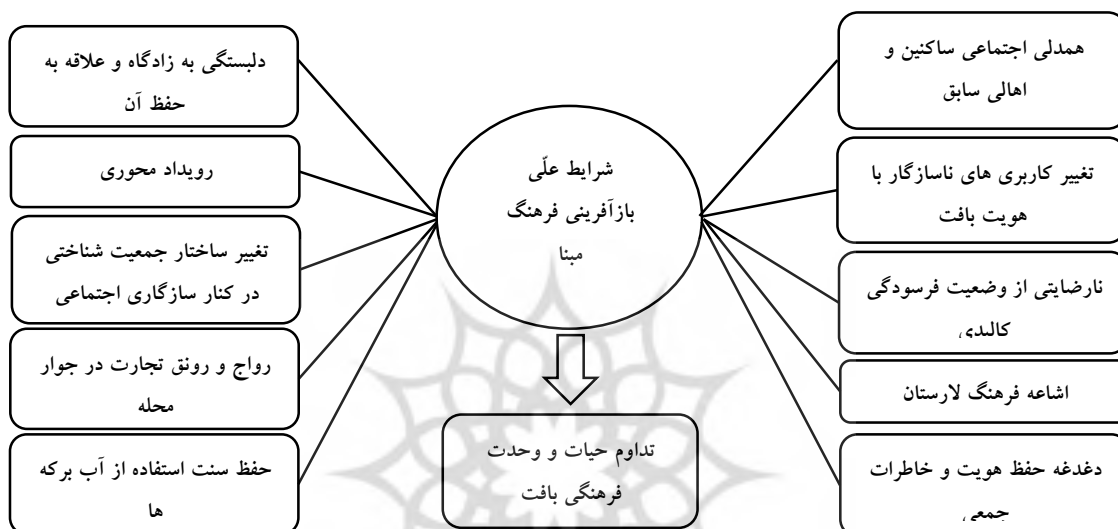 همدلی اجتماعی ساکنین و
اهالی سابق
تغییر کاربری های ناسازگار با
هویت بافت
نارضایتی از وضعیت فرسودگی
کالبدی
اشاعه فرهنگ لارستان
دغدغه حفظ هویت و خاطرات
جمعی
شرایط علّی
بازآفرینی فرهنگ
مبنا
تداوم حیات و وحدت
فرهنگی بافت
دلبستگی به زادگاه و علاقه به
حفظ آن
رویداد محوری
تغییر ساختار جمعیت شناختی
در کنار سازگاری اجتماعی
رواج و رونق تجارت در جوار
محله
حفظ سنت استفاده از آب برکه
ها